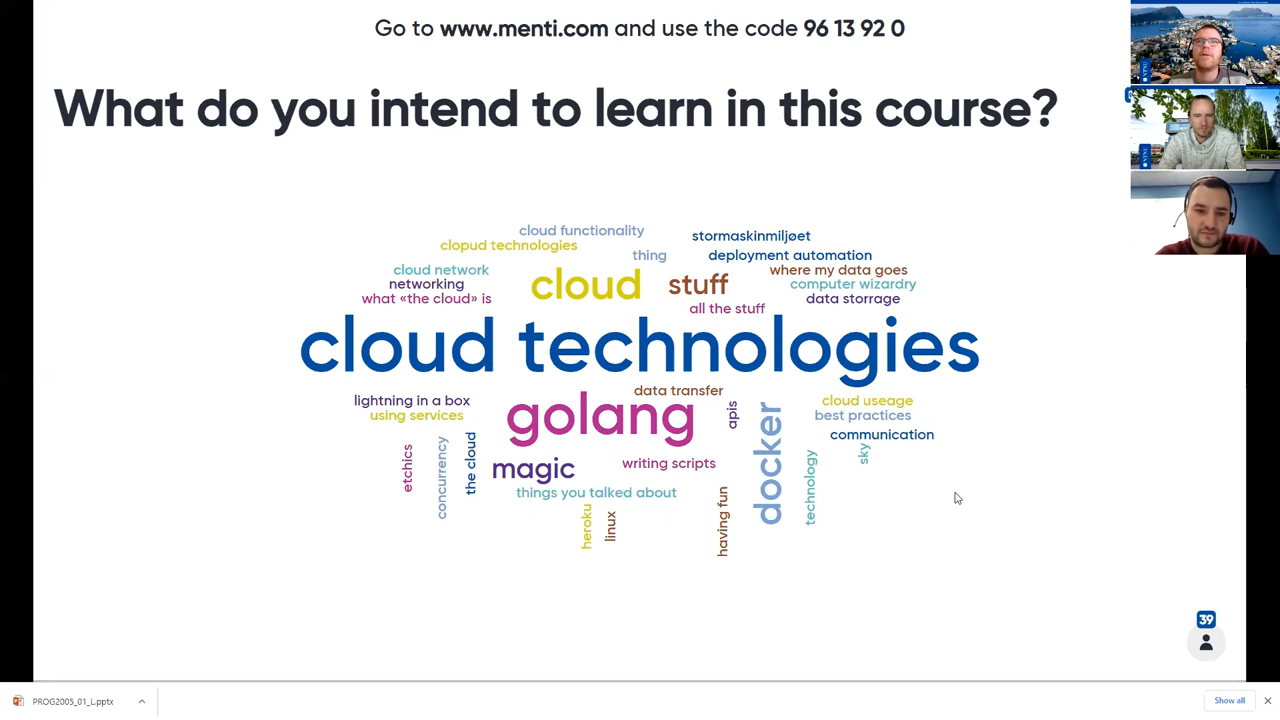 Go to www.menti.com and use the code 96 13 92 0
What do you intend to learn in this course?
cloud functionality
stormaskinmiljøet
clopud technologies
thing
deployment automation
cloud network
where my data goes
networking
cloud
stuff
computer wizardry
what «the cloud» is
data storrage
all the stuff
cloud technologies
data transfer
lightning in a box
cloud useage
using services
golang
apis
docker
best practices
communication
etchics
concurrency
the cloud
magic
writing scripts
technology
sky
things you talked about
heroku
linux
having fun
39
PROG2005_01_L.pptx
Show all
NTNU
NTNU